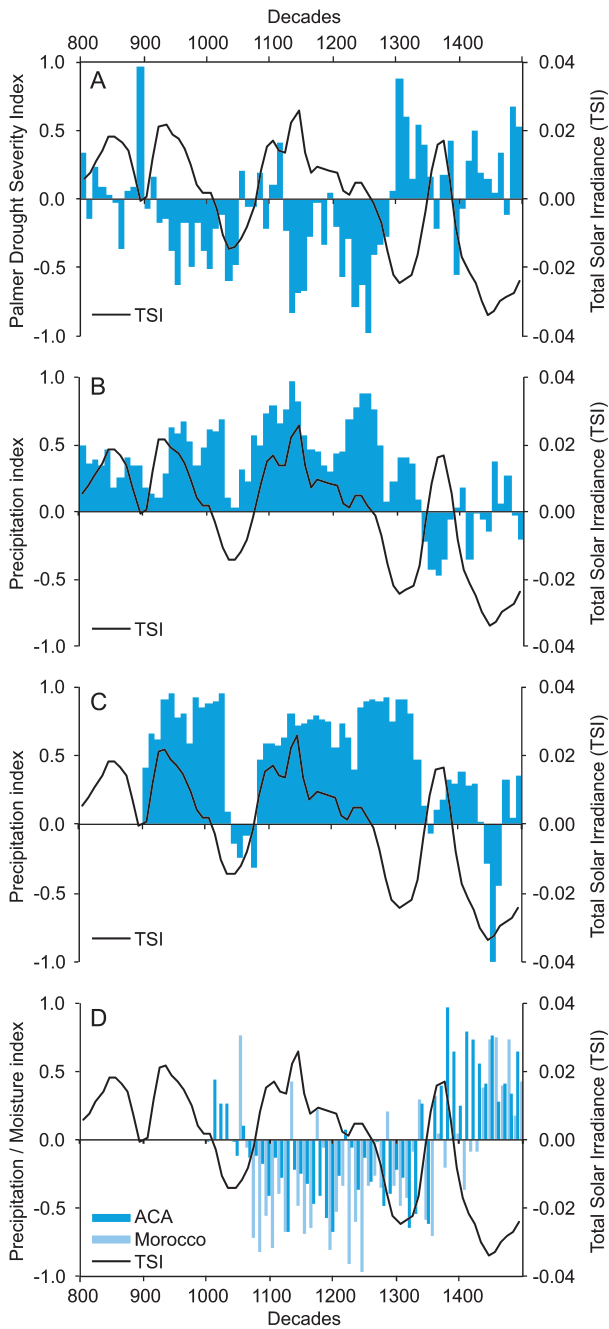 Decades
800 900 1000 1100 1200 1300 1400
A
1.0 0.5 0.0 -0.5 -1.0
Palmer Drought Severity Index
0.04 0.02 0.00 -0.02 -0.04
Total Solar Irradiance (TSI)
TSI
B
1.0 0.5 0.0 -0.5 -1.0
Precipitation index
0.04 0.02 0.00 -0.02 -0.04
Total Solar Irradiance (TSI)
TSI
C
1.0 0.5 0.0 -0.5 -1.0
Precipitation index
0.04 0.02 0.00 -0.02 -0.04
Total Solar Irradiance (TSI)
TSI
D
1.0 0.5 0.0 -0.5 -1.0
Precipitation / Moisture index
0.04 0.02 0.00 -0.02 -0.04
Total Solar Irradiance (TSI)
ACA
Morocco
TSI
800 900 1000 1100 1200 1300 1400
Decades